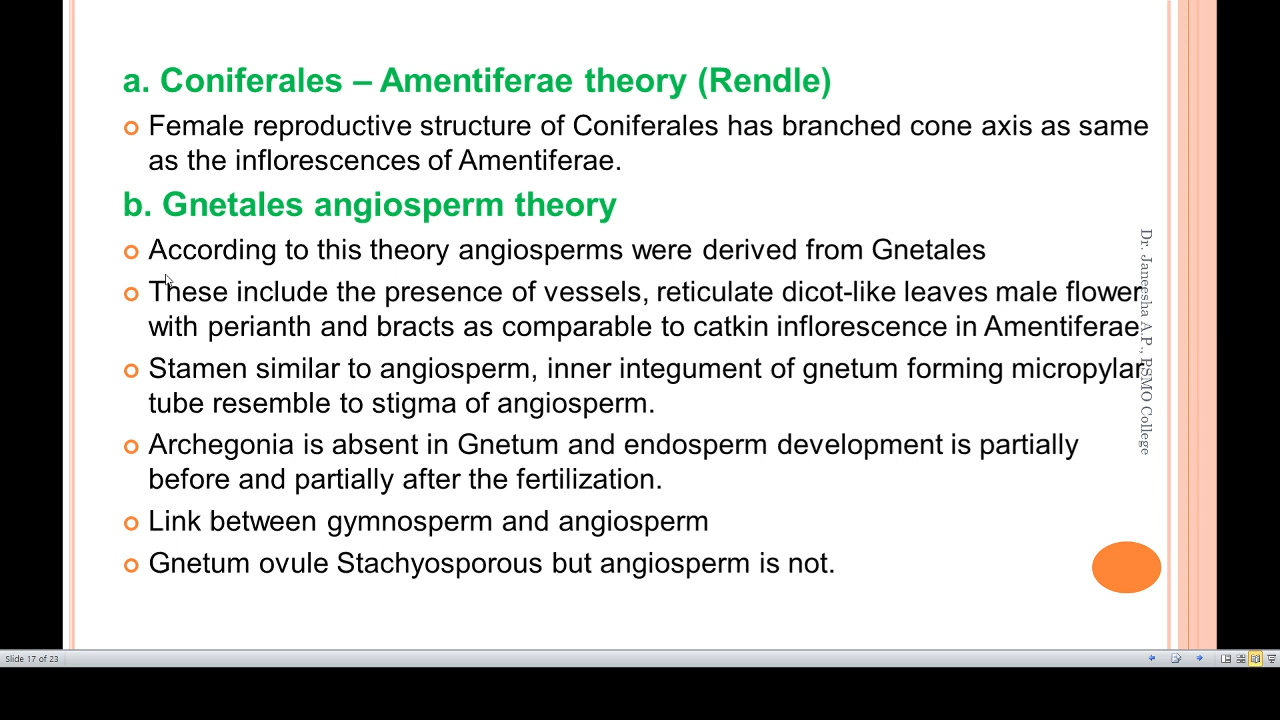 a. Coniferales – Amentiferae theory (Rendle)
Female reproductive structure of Coniferales has branched cone axis as same
as the inflorescences of Amentiferae.
b. Gnetales angiosperm theory
According to this theory angiosperms were derived from Gnetales
These include the presence of vessels, reticulate dicot-like leaves male flower
with perianth and bracts as comparable to catkin inflorescence in Amentiferae
Stamen similar to angiosperm, inner integument of gnetum forming micropylar
tube resemble to stigma of angiosperm.
Archegonia is absent in Gnetum and endosperm development is partially
before and partially after the fertilization.
Link between gymnosperm and angiosperm
Gnetum ovule Stachyosporous but angiosperm is not.
Dr. Janeesha A.P., PSMO College
Slide 17 of 23